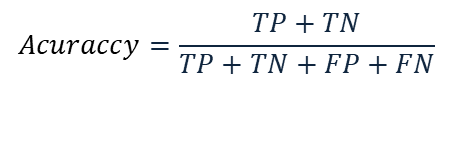 Acuraccy = TP + TN / TP + TN + FP + FN